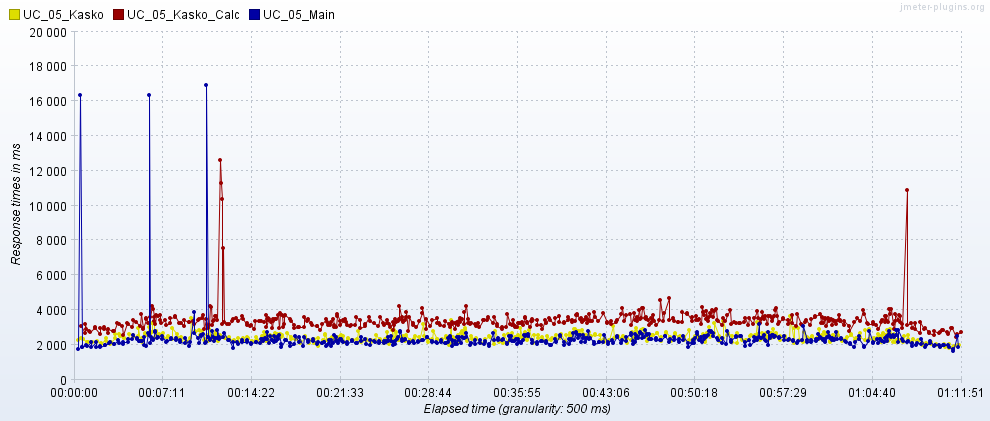 UC_05_Kasko UC_05_Kasko_Calc UC_05_Main
jmeter-plugins.org
20 000
18 000
16 000
14 000
12 000
10 000
8 000
6 000
4 000
2 000
0
Response times in ms
00:00:00 00:07:11 00:14:22 00:21:33 00:28:44 00:35:55 00:43:06 00:50:18 00:57:29 01:04:40 01:11:51
Elapsed time (granularity: 500 ms)